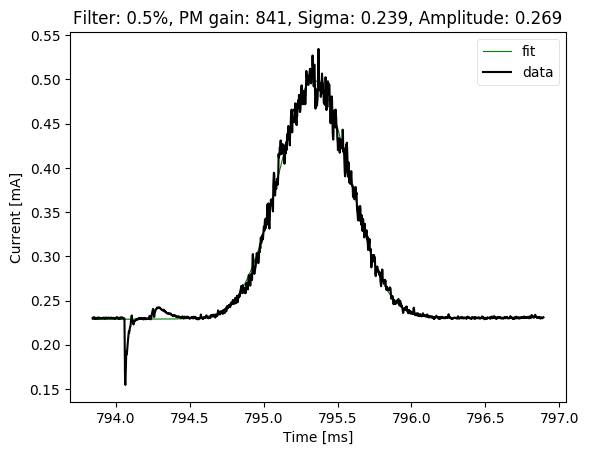 Filter: 0.5%, PM gain: 841, Sigma: 0.239, Amplitude: 0.269
fit
data
0.55
0.50
0.45
0.40
0.35
0.30
0.25
0.20
0.15
Current [mA]
794.0 794.5 795.0 795.5 796.0 796.5 797.0
Time [ms]